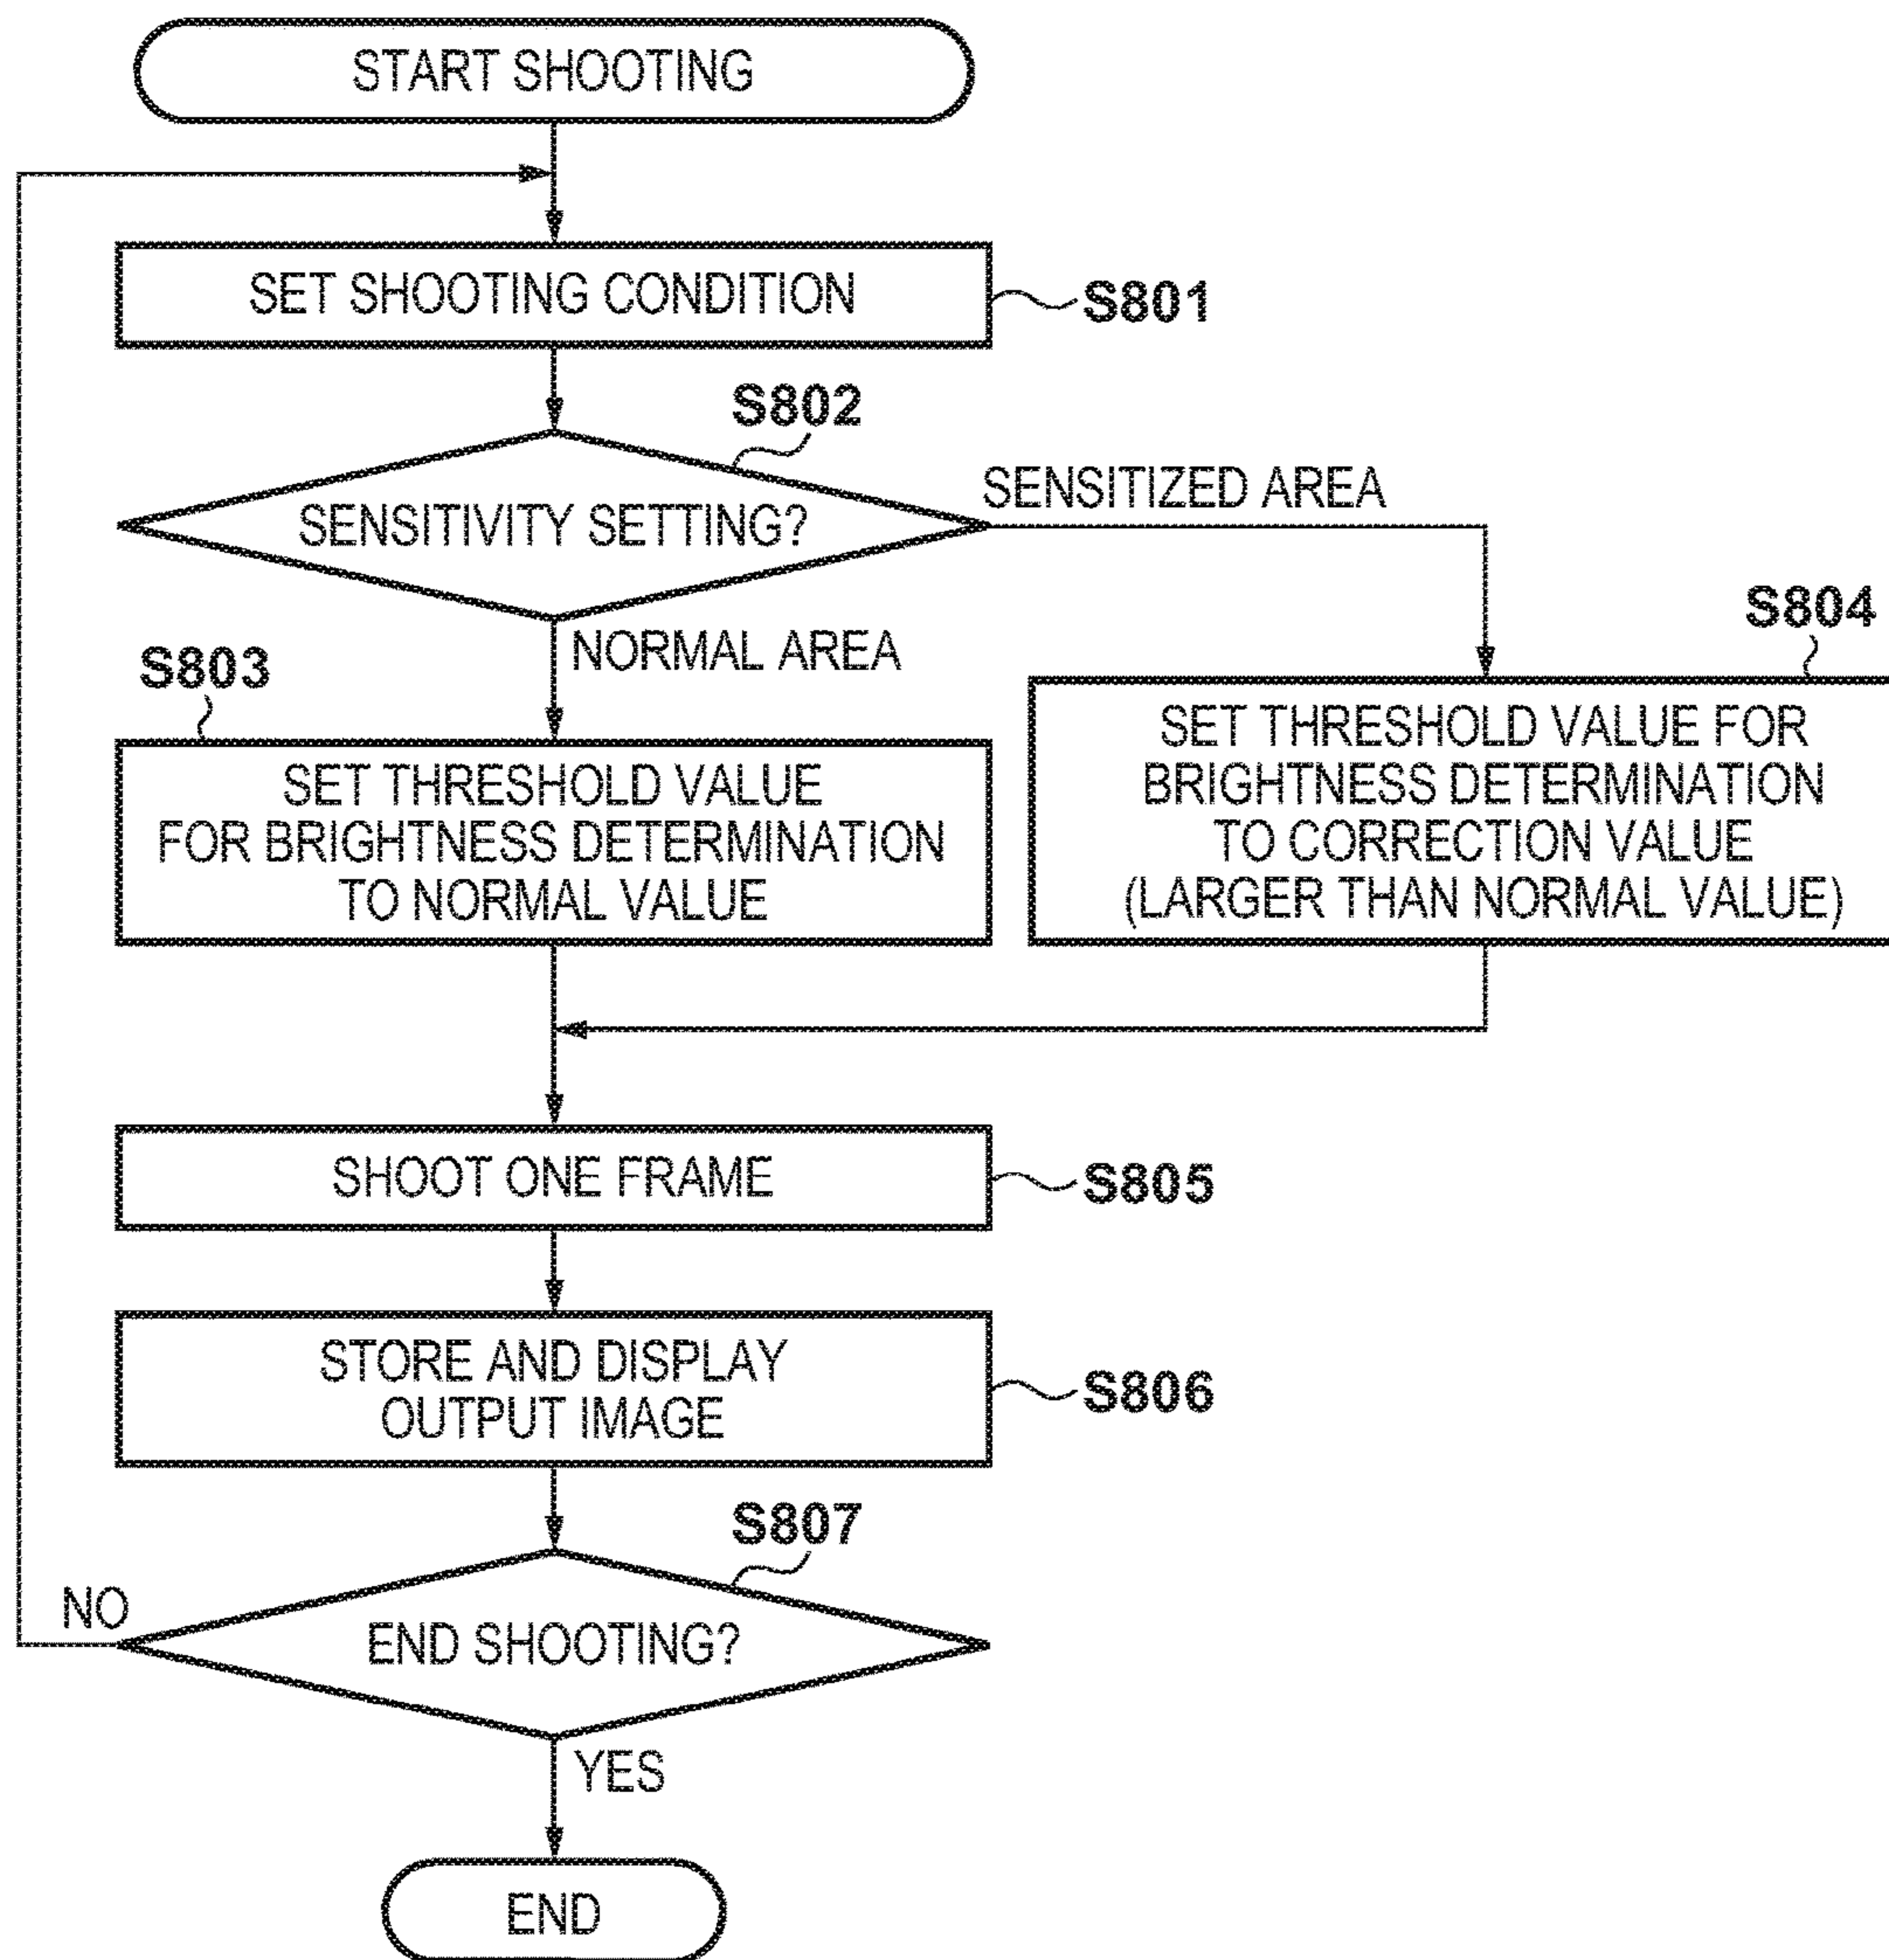 START SHOOTING
SET SHOOTING CONDITION
S801
S802
SENSITIVITY SETTING?
SENSITIZED AREA
NORMAL AREA
S803
SET THRESHOLD VALUE
FOR BRIGHTNESS DETERMINATION
TO NORMAL VALUE
S804
SET THRESHOLD VALUE FOR
BRIGHTNESS DETERMINATION
TO CORRECTION VALUE
(LARGER THAN NORMAL VALUE)
SHOOT ONE FRAME
S805
STORE AND DISPLAY
OUTPUT IMAGE
S806
S807
END SHOOTING?
NO
YES
END